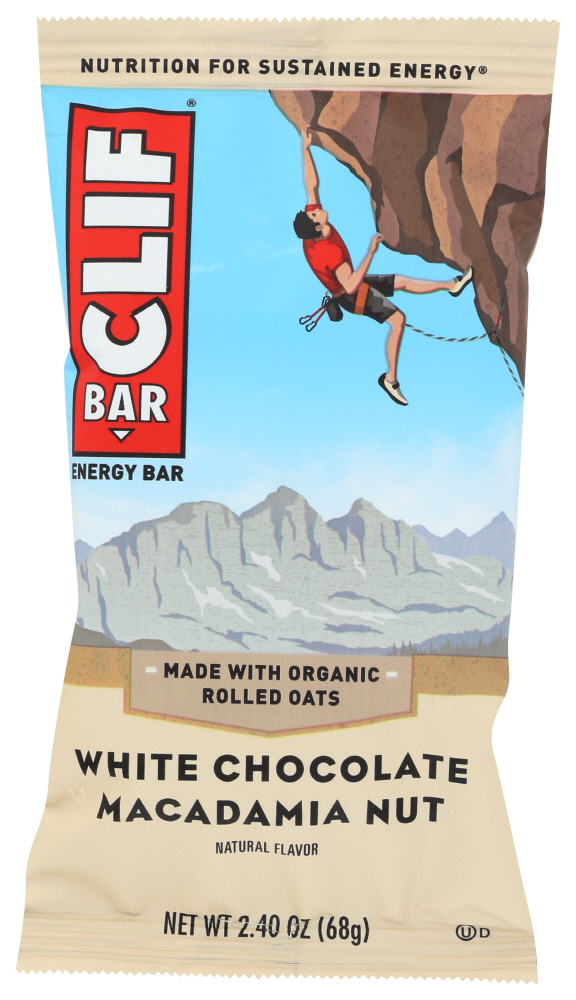 NUTRITION FOR SUSTAINED ENERGY®
CLIF®
BAR
ENERGY BAR
MADE WITH ORGANIC
ROLLED OATS
WHITE CHOCOLATE
MACADAMIA NUT
NATURAL FLAVOR
NET WT 2.40 OZ (68g)
Ⓤ D